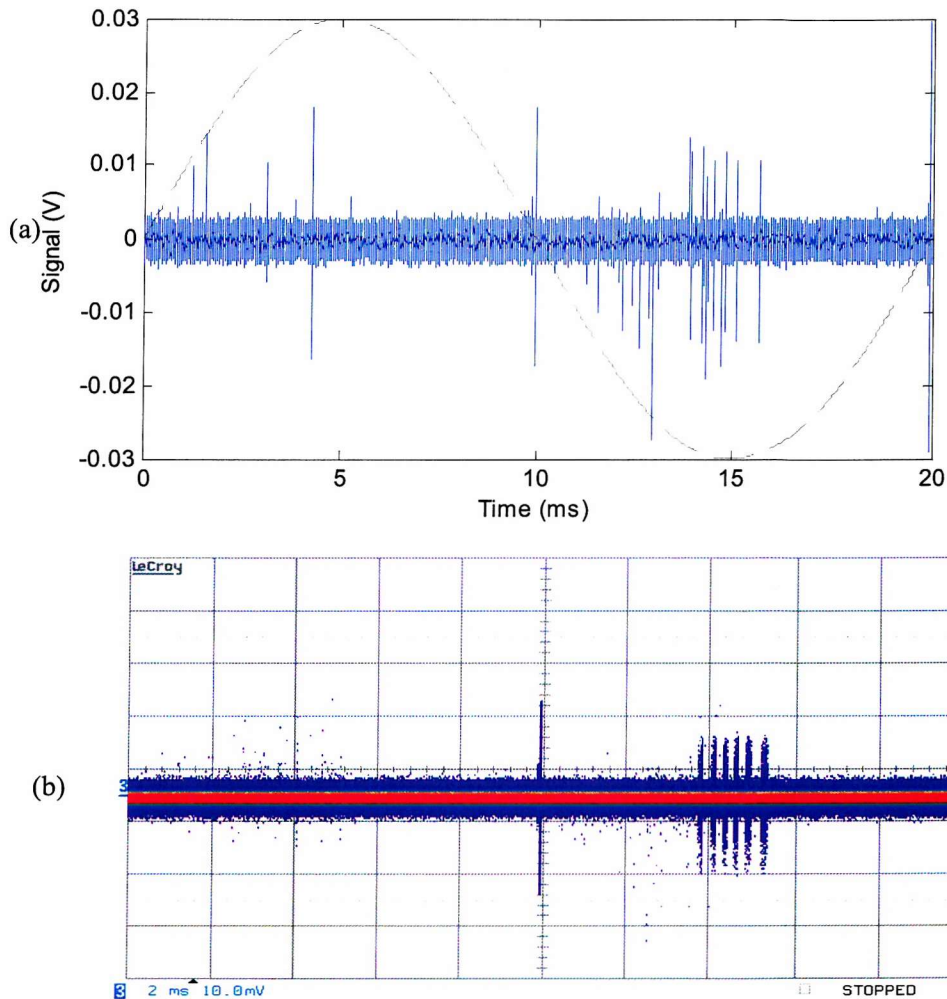 0.03
0.02
0.01
0
-0.01
-0.02
-0.03
(a)
Signal (V)
0 5 10 15 20
Time (ms)
LeCroy
(b)
3
3 2 ms 10.0mV
STOPPED